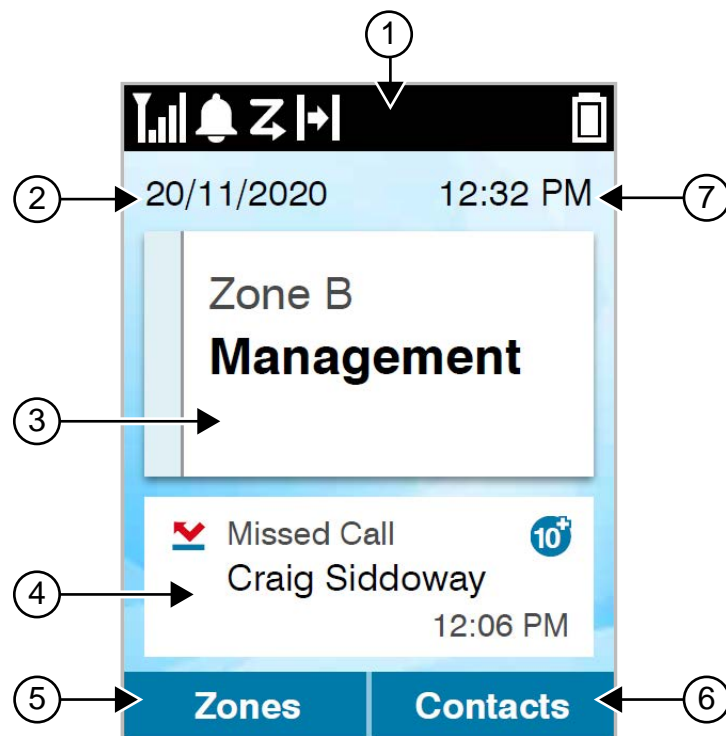 1
2
20/11/2020 12:32 PM
7
Zone B
Management
3
Missed Call 10+
Craig Siddoway
4
12:06 PM
5
Zones Contacts
6